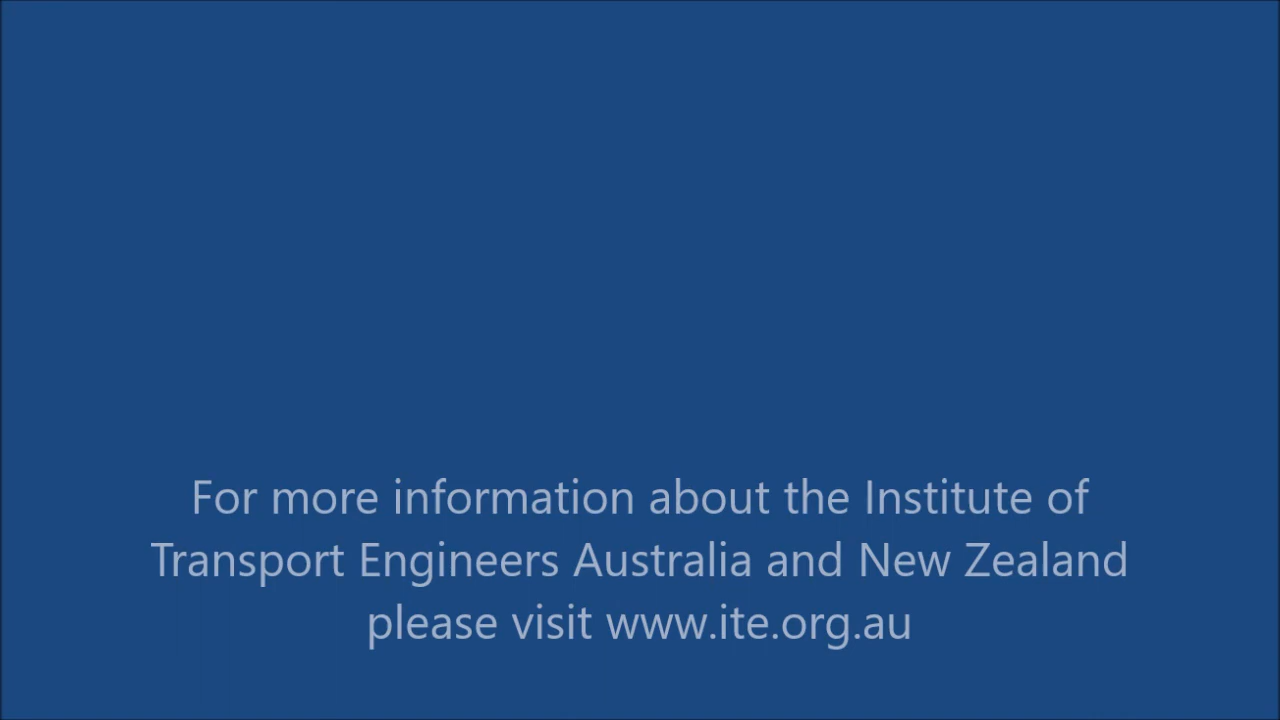 For more information about the Institute of
Transport Engineers Australia and New Zealand
please visit www.ite.org.au